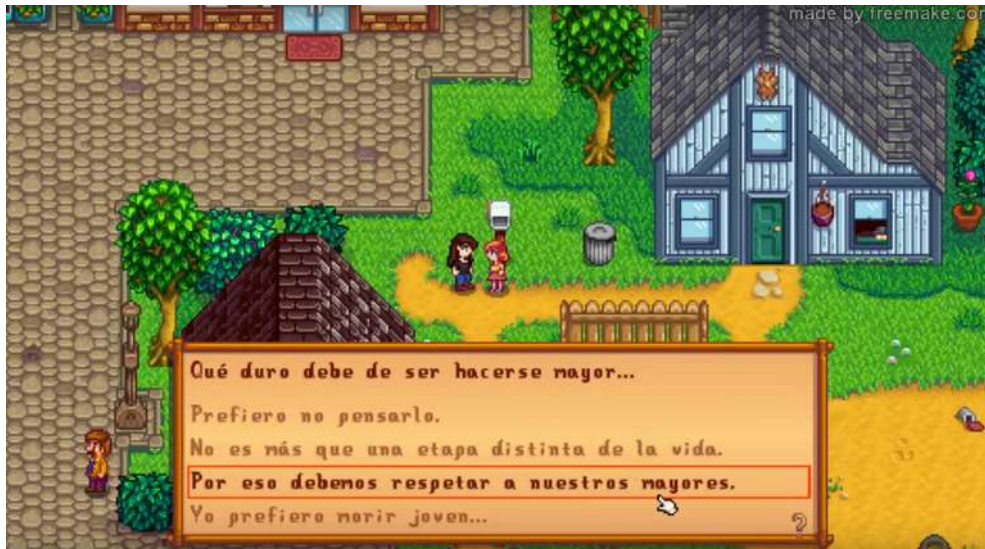 made by freemake.com
Qué duro debe de ser hacerse mayor...
Prefiero no pensarlo.
No es más que una etapa distinta de la vida.
Por eso debemos respetar a nuestros mayores.
Yo prefiero morir joven...
?